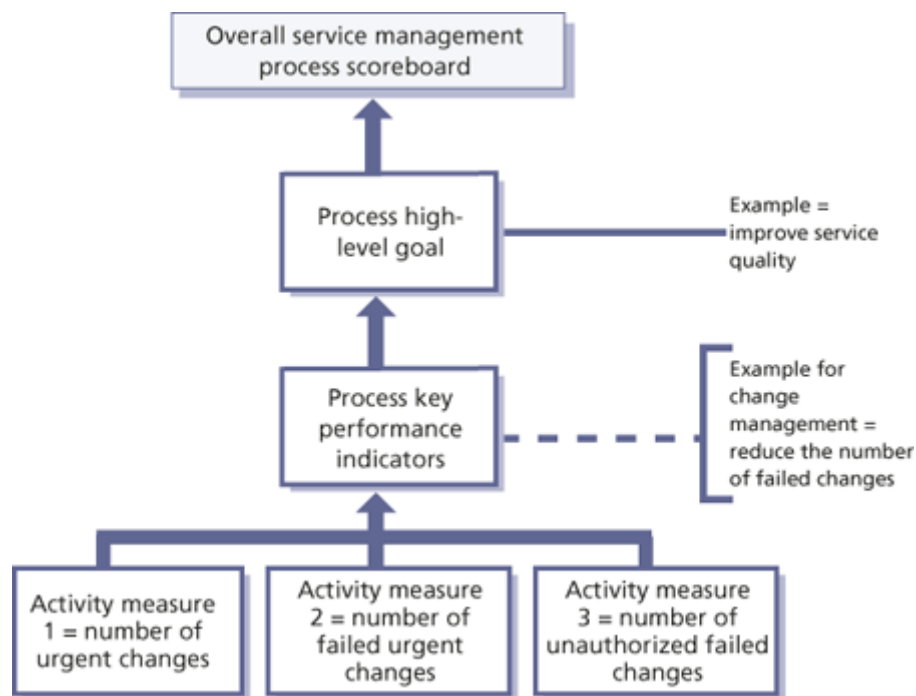 Overall service management
process scoreboard
Process high-
level goal
Example =
improve service
quality
Process key
performance
indicators
Example for
change
management =
reduce the number
of failed changes
Activity measure
1 = number of
urgent changes
Activity measure
2 = number of
failed urgent
changes
Activity measure
3 = number of
unauthorized failed
changes